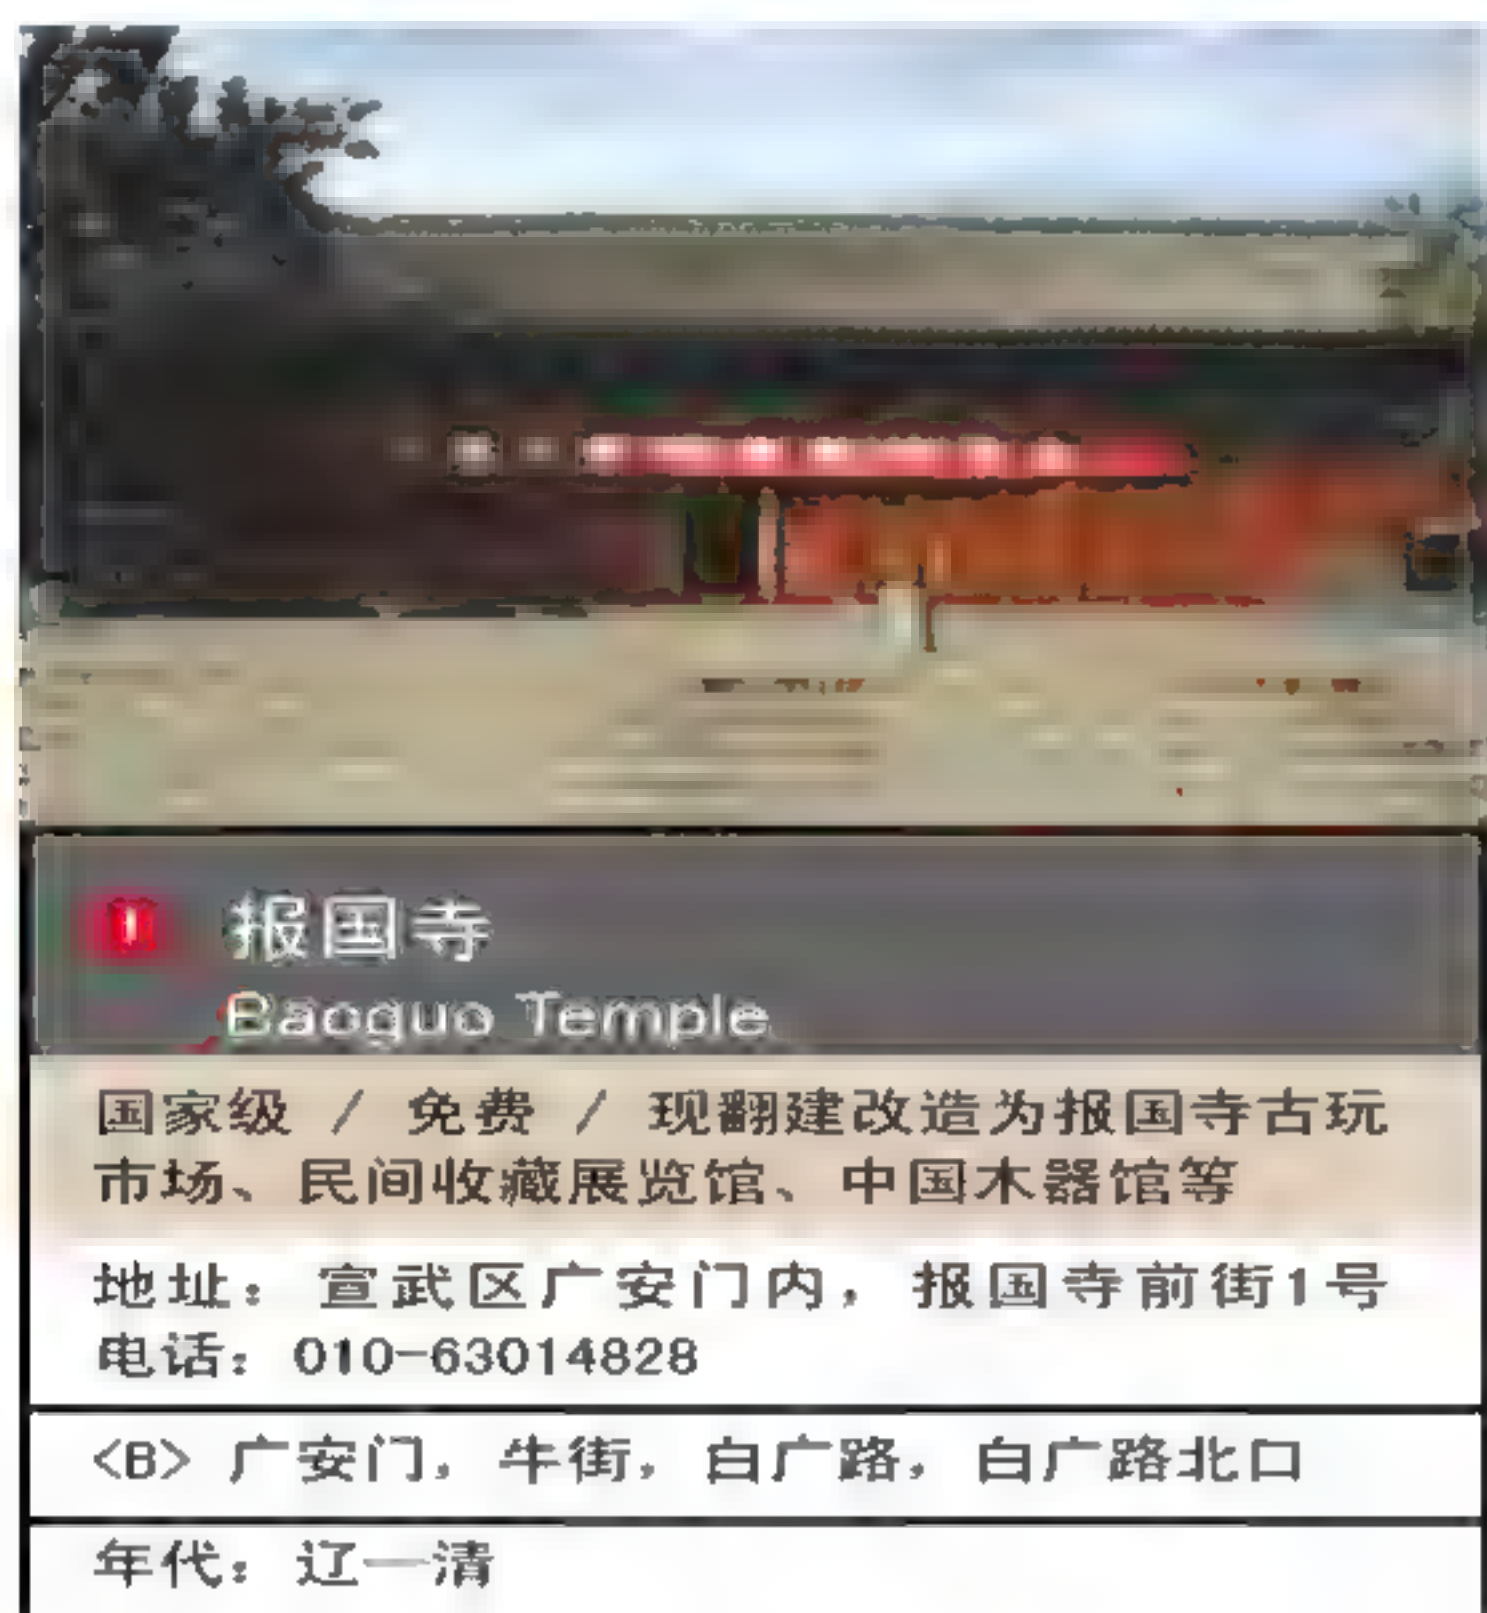 1 报国寺
Baoguo Temple
国家级 / 免费 / 现翻建改造为报国寺古玩
市场、民间收藏展览馆、中国木器馆等
地址：宣武区广安门内，报国寺前街1号
电话：010-63014828
<B> 广安门，牛街，白广路，白广路北口
年代：辽—清